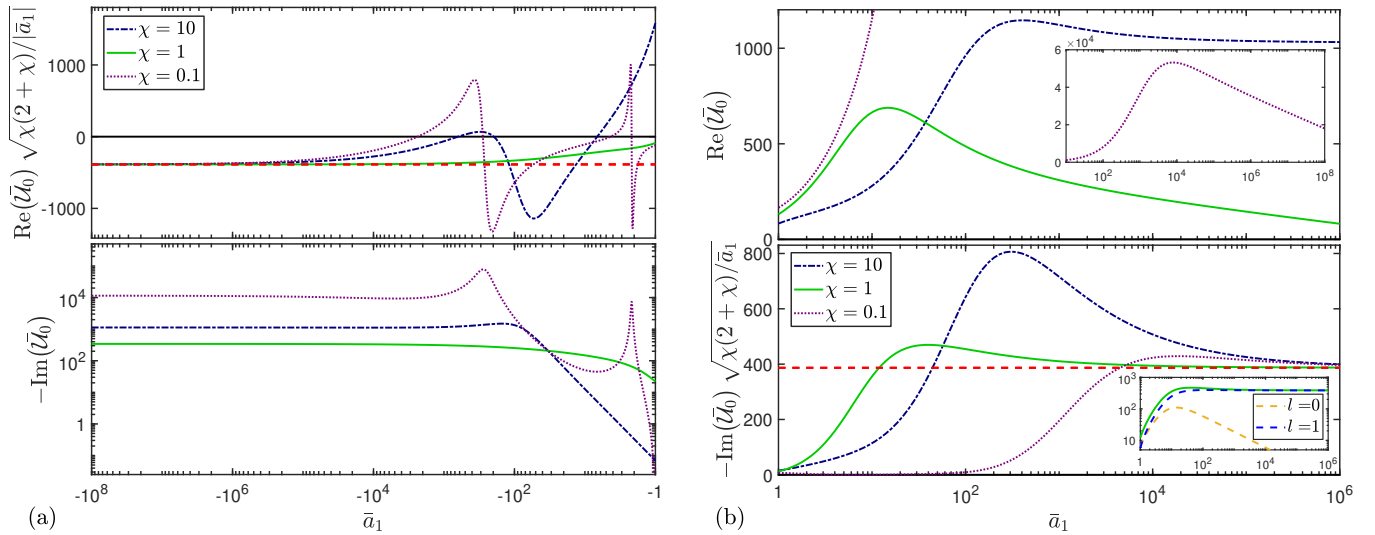 Re(𝒰̄₀) √χ(2 + χ)/|ā₁|
1000
0
-1000
χ = 10
χ = 1
χ = 0.1
−Im(𝒰̄₀)
10⁴
10²
1
-10⁸
-10⁶
-10⁴
-10²
-1
ā₁
(a)
Re(𝒰̄₀)
1000
500
0
×10⁴
6
4
2
0
10²
10⁴
10⁶
10⁸
−Im(𝒰̄₀) √χ(2 + χ)/ā₁
800
600
400
200
0
χ = 10
χ = 1
χ = 0.1
10³
10²
10
l =0
l =1
1
10²
10⁴
10⁶
1
10²
10⁴
10⁶
ā₁
(b)